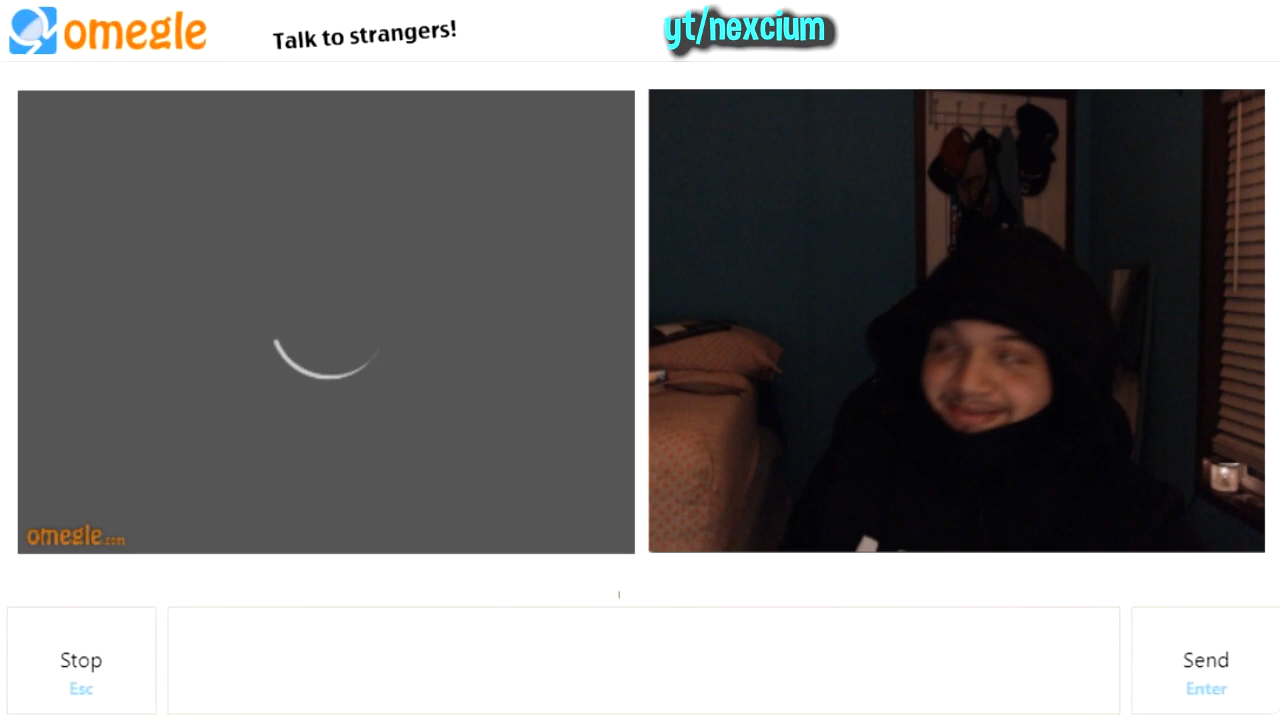 omegle
Talk to strangers!
yt/nexcium
omegle.com
Stop
Esc
Send
Enter